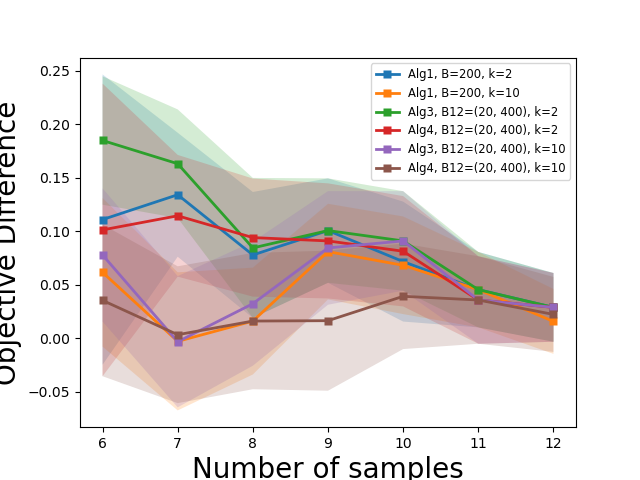 Objective Difference
0.25
0.20
0.15
0.10
0.05
0.00
−0.05
6 7 8 9 10 11 12
Number of samples
Alg1, B=200, k=2
Alg1, B=200, k=10
Alg3, B12=(20, 400), k=2
Alg4, B12=(20, 400), k=2
Alg3, B12=(20, 400), k=10
Alg4, B12=(20, 400), k=10